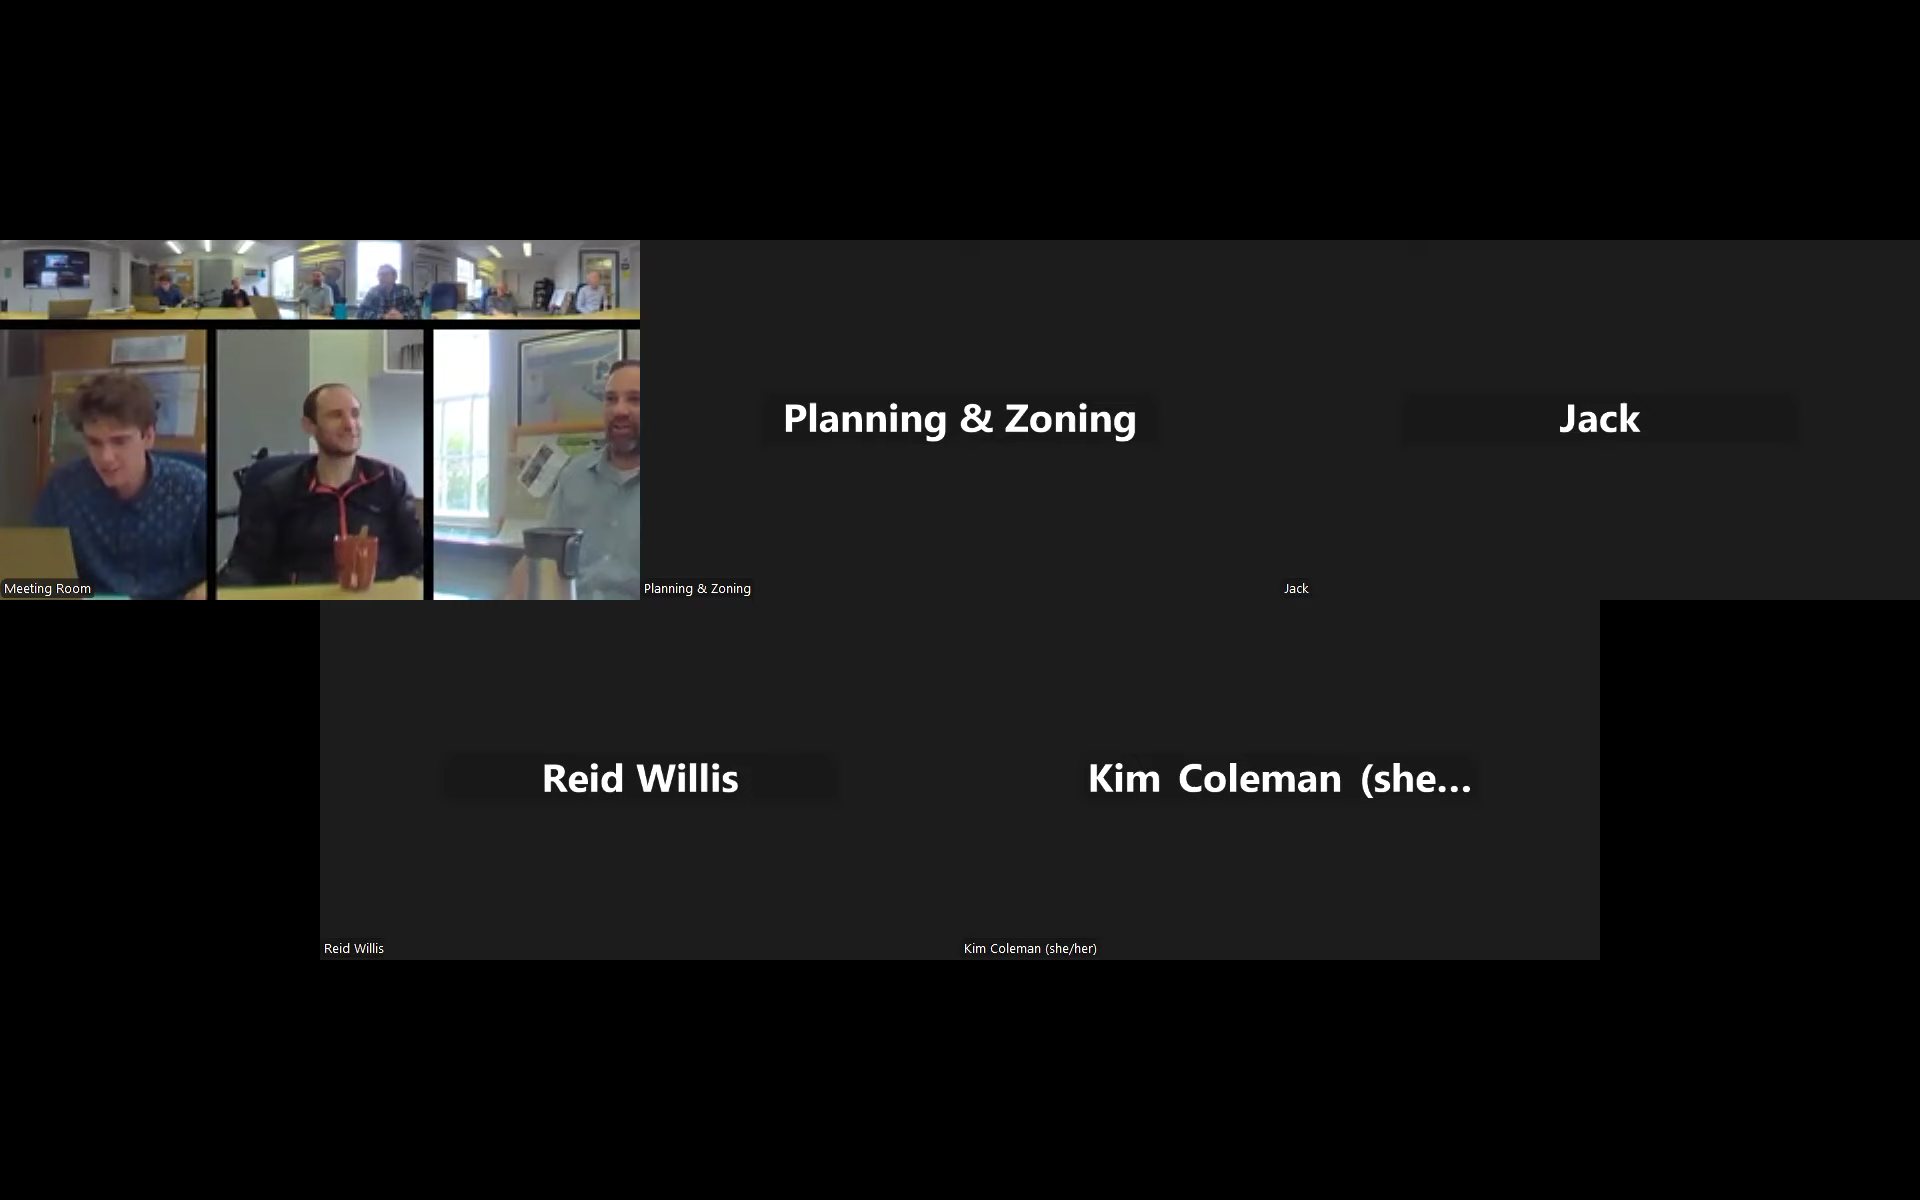 Planning & Zoning
Jack
Meeting Room
Planning & Zoning
Jack
Reid Willis
Kim Coleman (she...
Reid Willis
Kim Coleman (she/her)